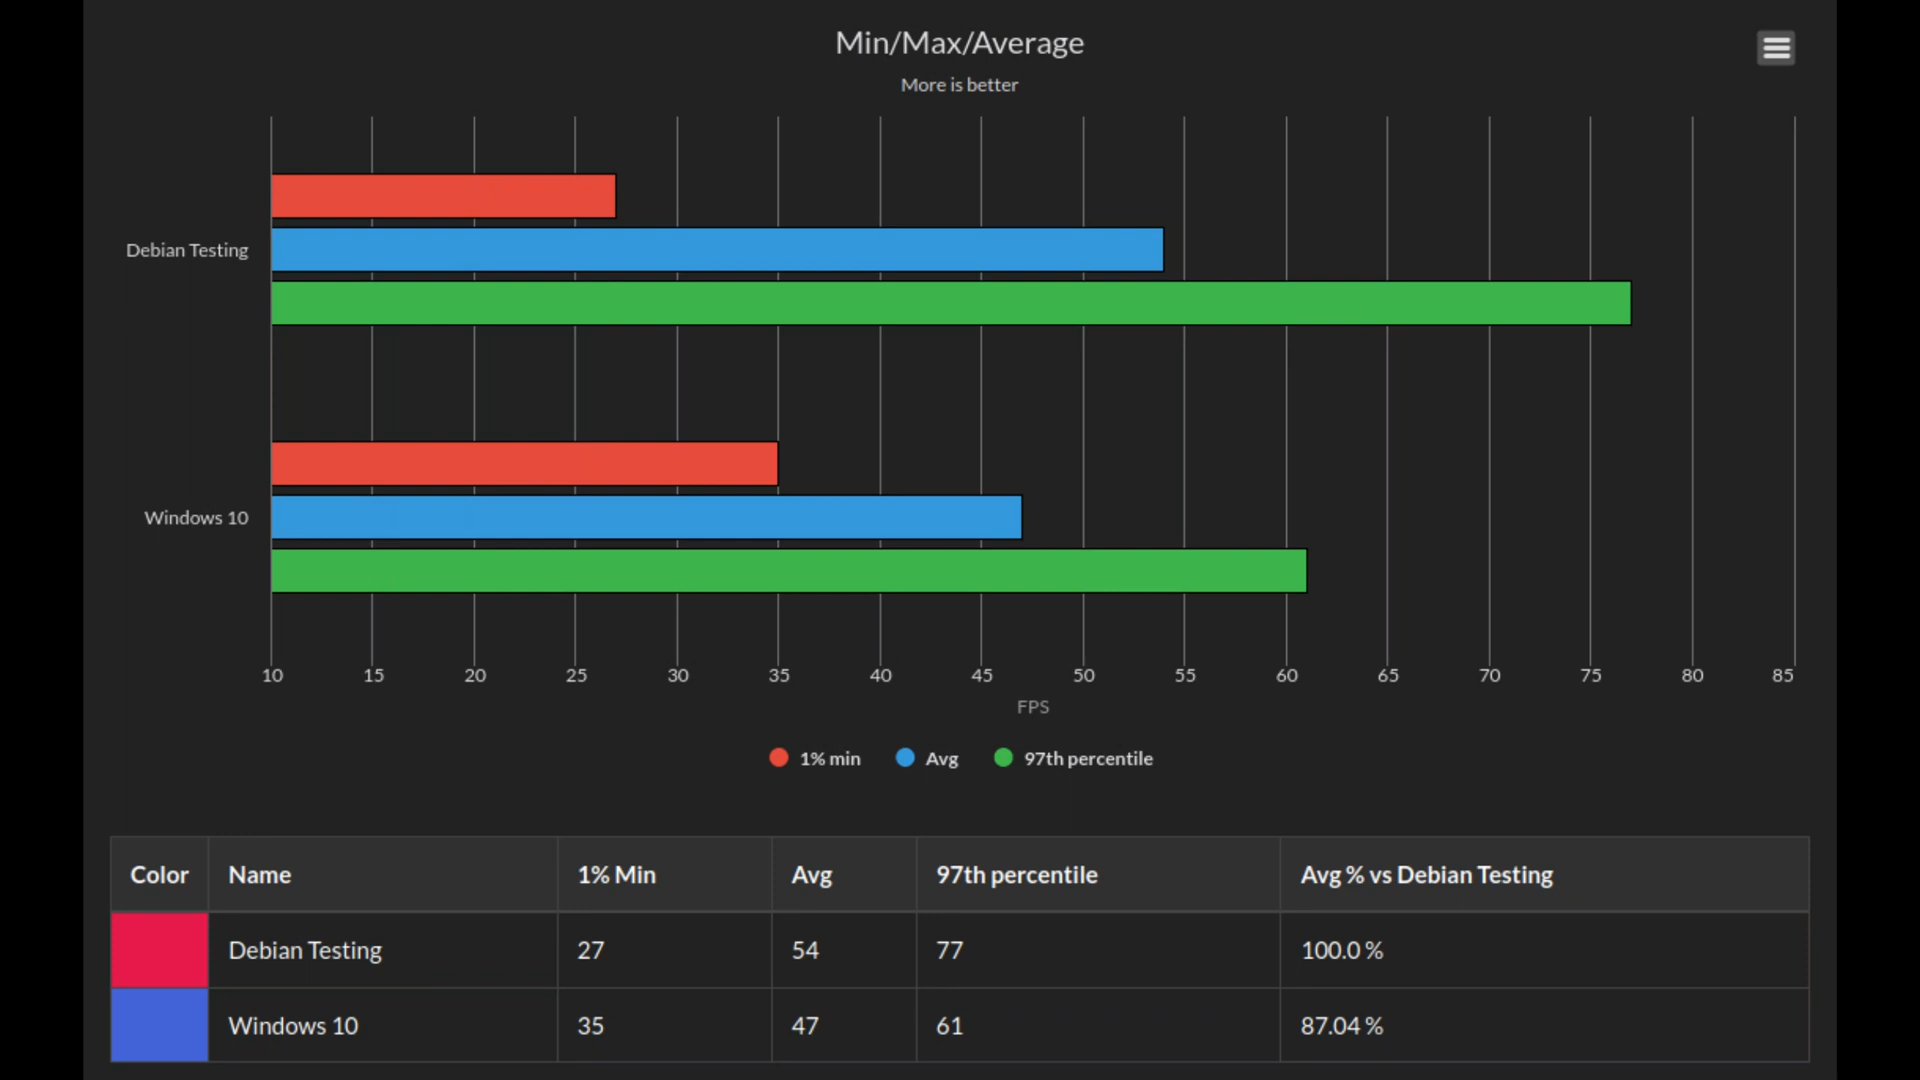 Min/Max/Average
More is better
Debian Testing
Windows 10
10 15 20 25 30 35 40 45 50 55 60 65 70 75 80 85
FPS
1% min Avg 97th percentile
Color Name 1% Min Avg 97th percentile Avg % vs Debian Testing
Debian Testing 27 54 77 100.0 %
Windows 10 35 47 61 87.04 %